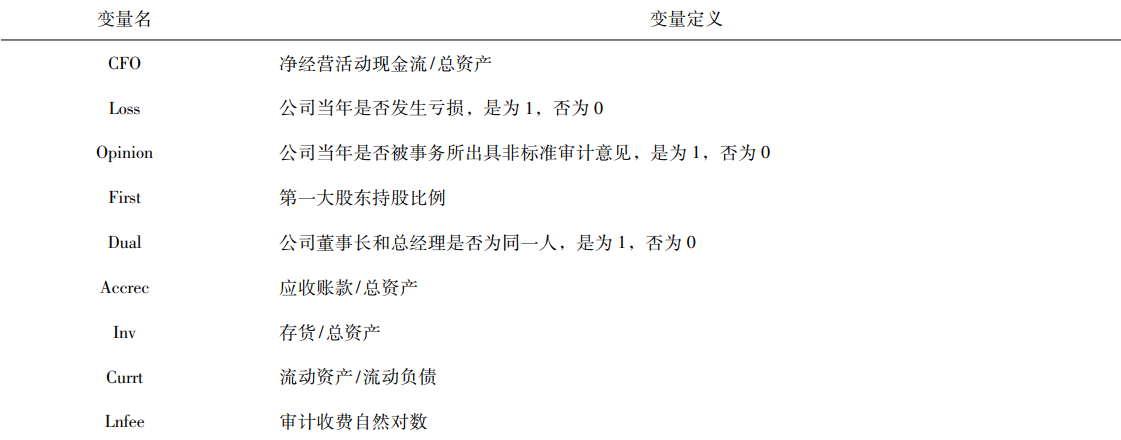 变量名 变量定义
CFO 净经营活动现金流/总资产
Loss 公司当年是否发生亏损，是为1，否为0
Opinion 公司当年是否被事务所出具非标准审计意见，是为1，否为0
First 第一大股东持股比例
Dual 公司董事长和总经理是否为同一人，是为1，否为0
Accrec 应收账款/总资产
Inv 存货/总资产
Currt 流动资产/流动负债
Lnfee 审计收费自然对数